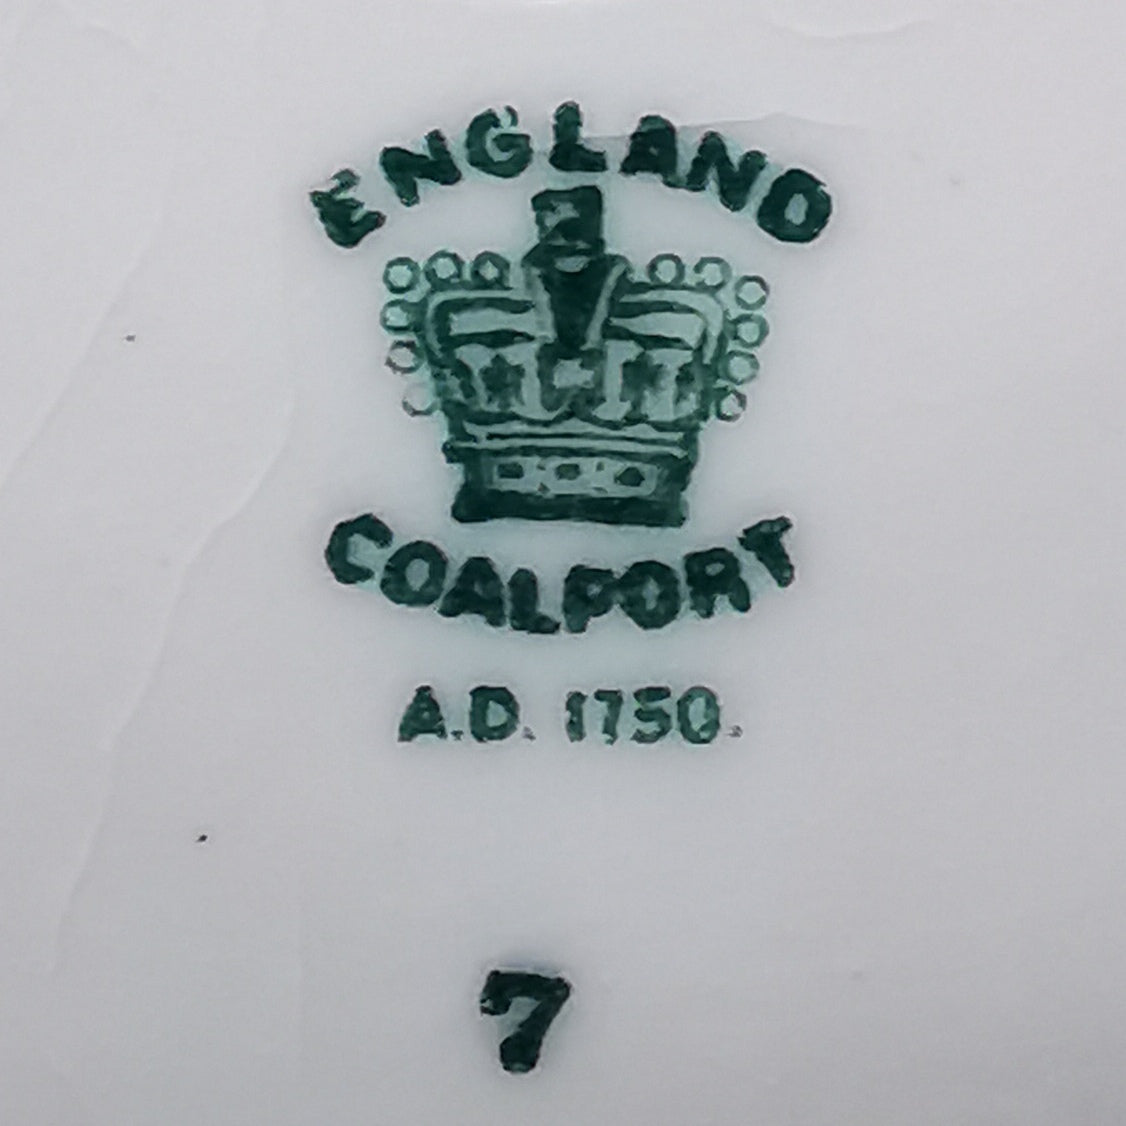 ENGLAND
COALPORT
A.D. 1750.
7